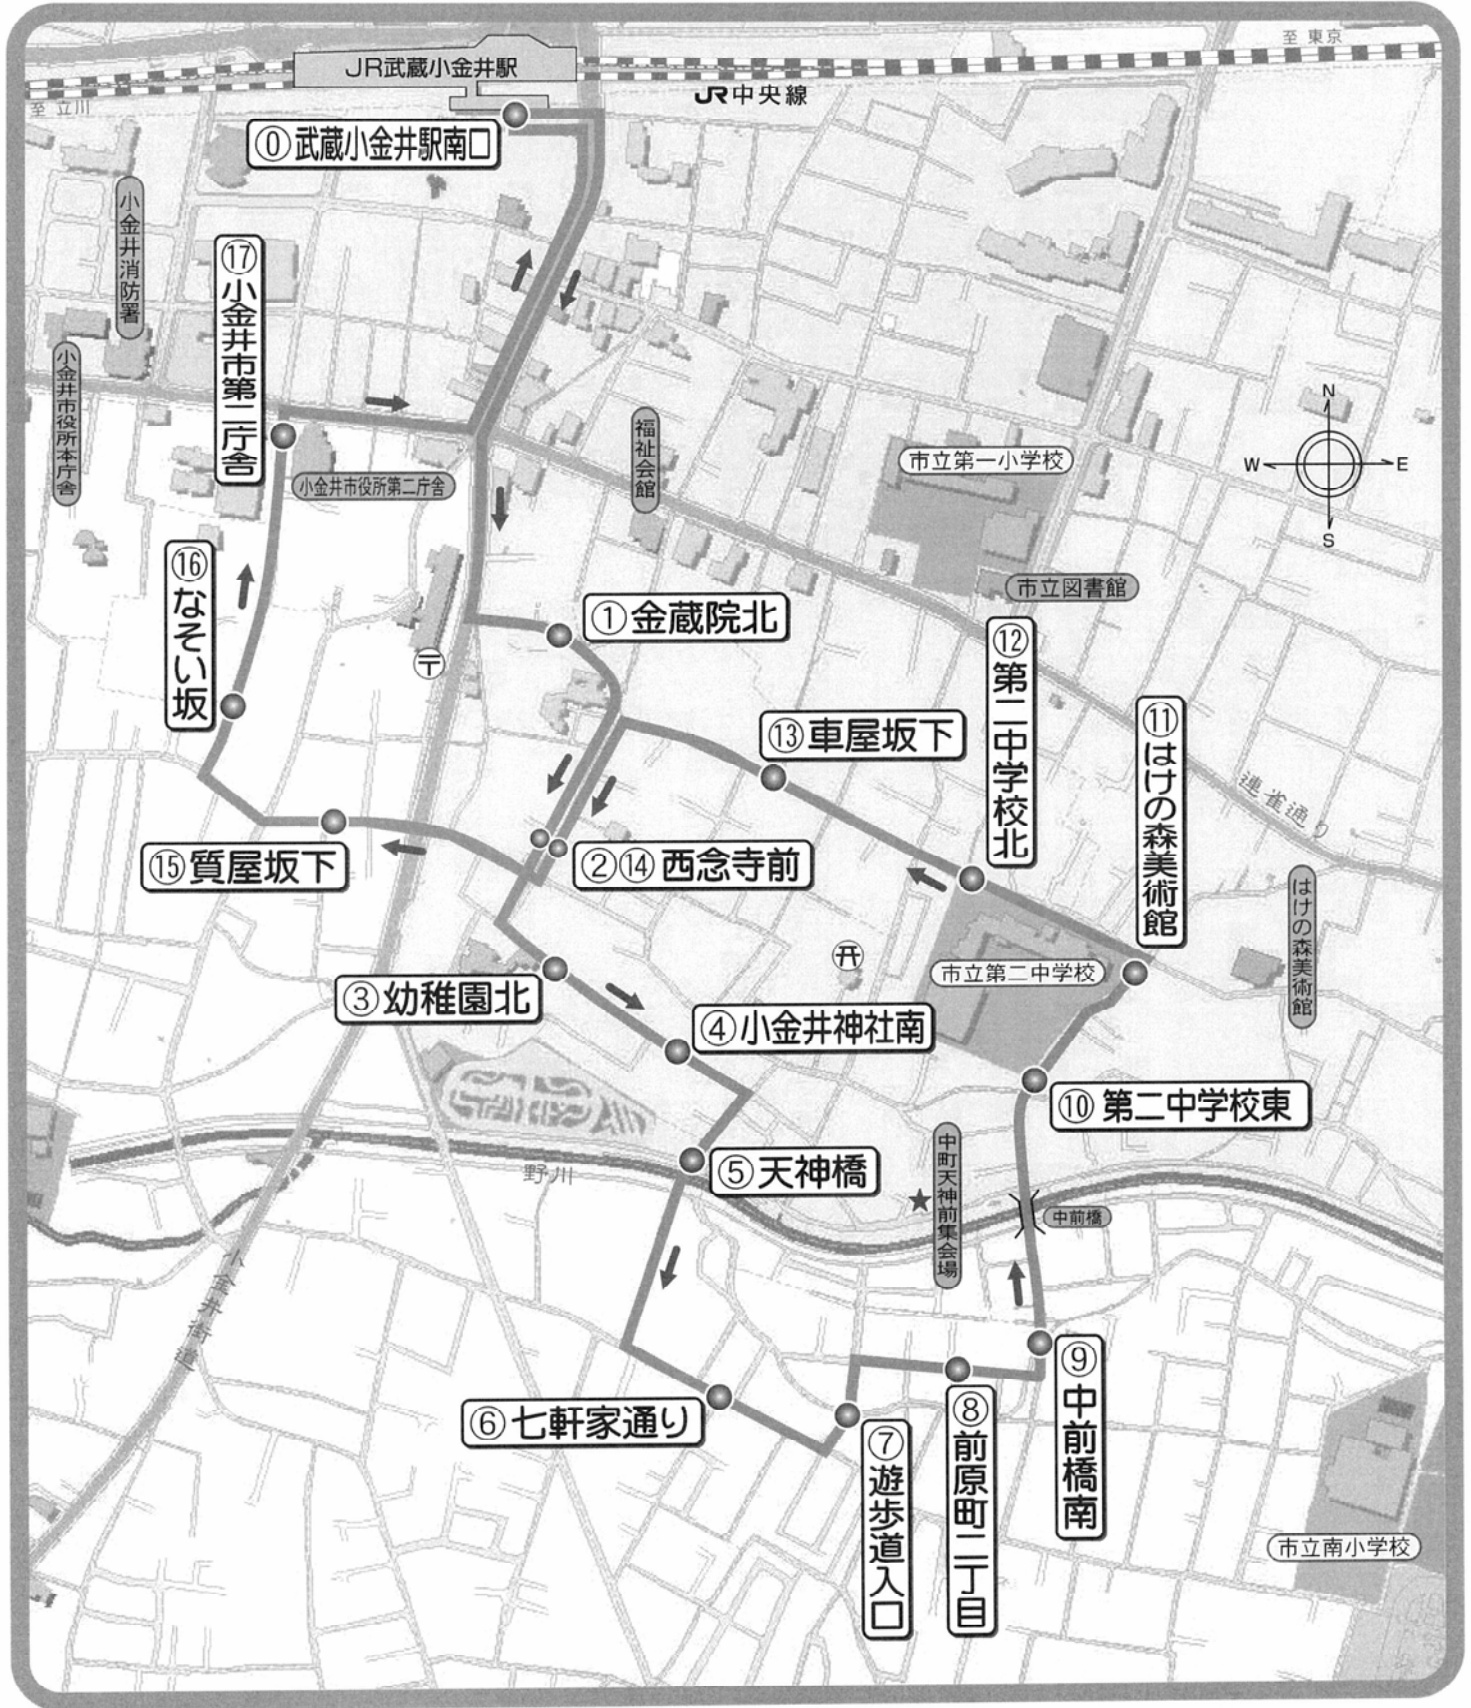 至 東京
JR武蔵小金井駅
JR中央線
至 立川
⓪武蔵小金井駅南口
小金井消防署
⑰小金井市第二庁舎
小金井市役所本庁舎
小金井市役所第二庁舎
福祉会館
市立第一小学校
N
W
E
S
市立図書館
⑯なそい坂
①金蔵院北
〒
⑫第二中学校北
⑪はけの森美術館
⑬車屋坂下
連雀通り
⑮質屋坂下
②⑭西念寺前
はけの森美術館
市立第二中学校
③幼稚園北
④小金井神社南
⑩第二中学校東
⑤天神橋
野川
中町天神前集会場
中前橋
小金井街道
⑥七軒家通り
⑦遊歩道入口
⑧前原町二丁目
⑨中前橋南
市立南小学校